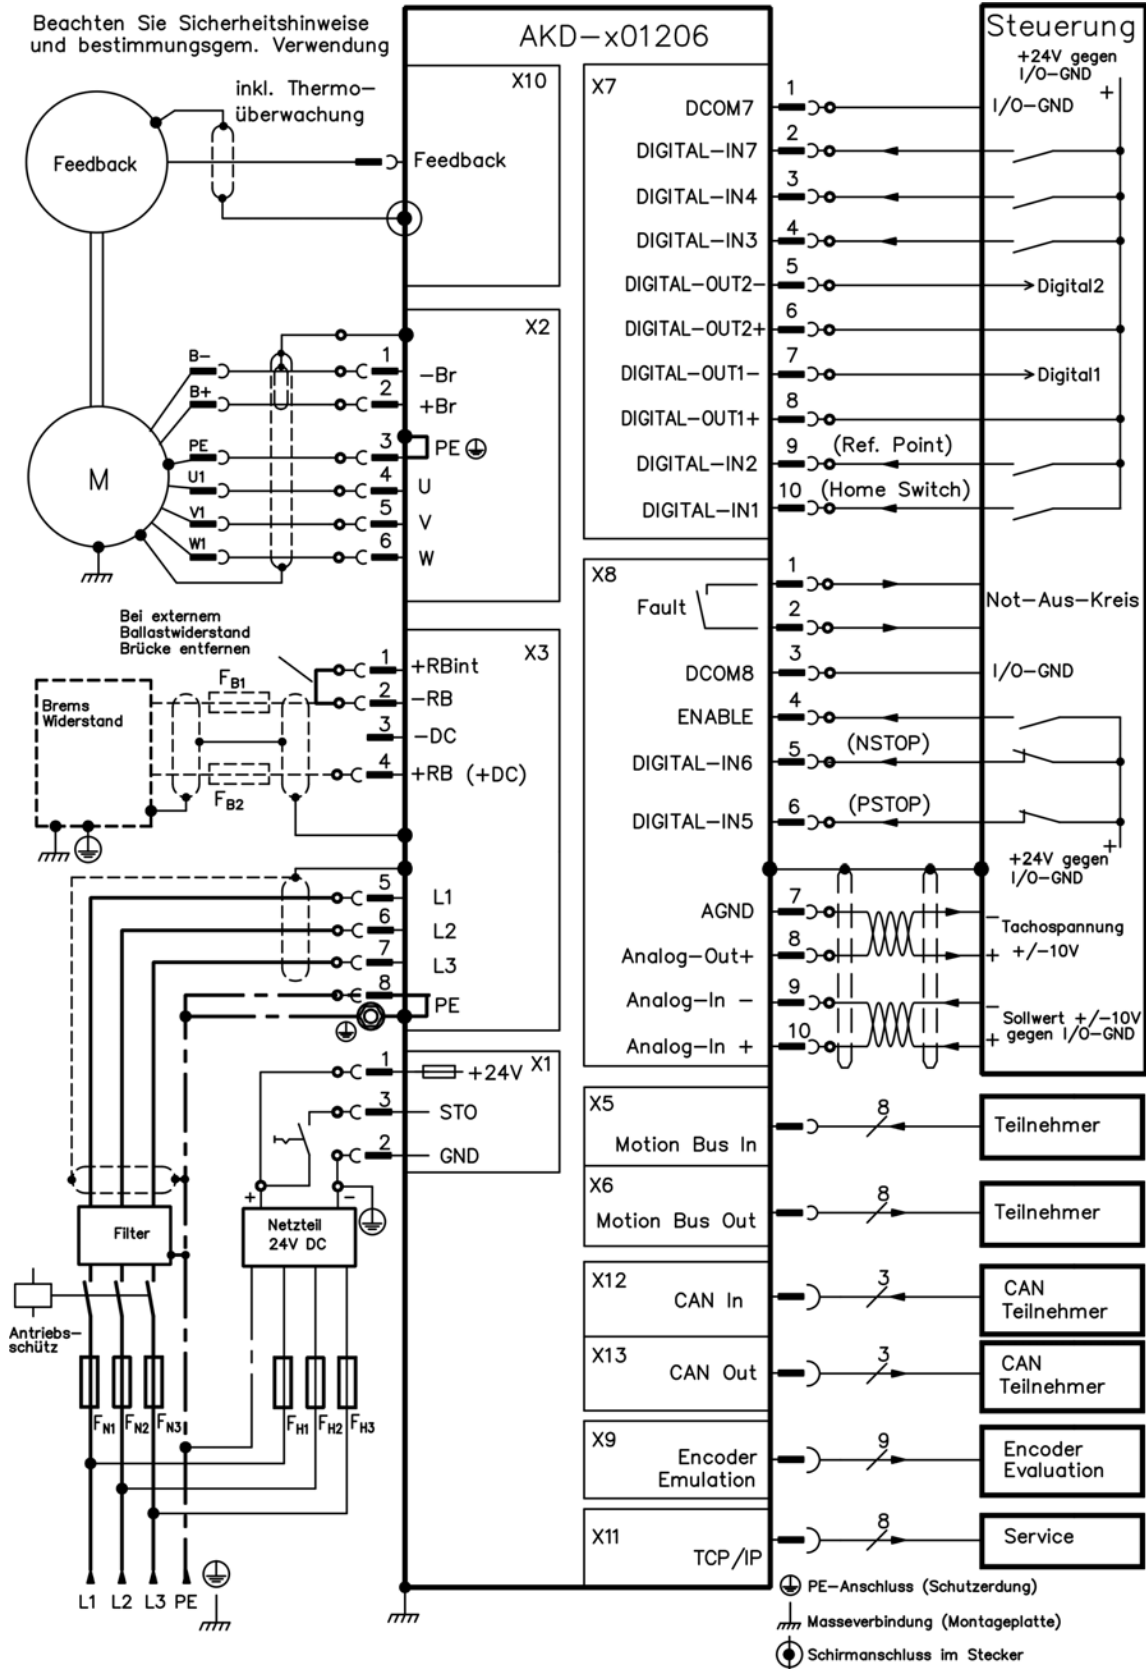 Beachten Sie Sicherheitshinweise
und bestimmungsgem. Verwendung
AKD-x01206
Steuerung
+24V gegen
I/O-GND
+
inkl. Thermo-
überwachung
X10
Feedback
Feedback
X7
DCOM7
1
I/O-GND
DIGITAL-IN7
2
DIGITAL-IN4
3
DIGITAL-IN3
4
DIGITAL-OUT2-
5
Digital2
DIGITAL-OUT2+
6
DIGITAL-OUT1-
7
Digital1
DIGITAL-OUT1+
8
DIGITAL-IN2
9
(Ref. Point)
DIGITAL-IN1
10
(Home Switch)
X2
M
B-
1
-Br
B+
2
+Br
PE
3
PE
U1
4
U
V1
5
V
W1
6
W
X8
Fault
1
2
Not-Aus-Kreis
DCOM8
3
I/O-GND
ENABLE
4
DIGITAL-IN6
5
(NSTOP)
DIGITAL-IN5
6
(PSTOP)
+
+24V gegen
I/O-GND
AGND
7
-
Tachospannung
Analog-Out+
8
+
+/-10V
Analog-In -
9
-
Sollwert +/-10V
gegen I/O-GND
Analog-In +
10
+
Bei externem
Ballastwiderstand
Brücke entfernen
X3
Brems
Widerstand
FB1
FB2
1
+RBint
2
-RB
3
-DC
4
+RB (+DC)
5
L1
6
L2
7
L3
8
PE
X1
1
+24V
3
STO
2
GND
+
-
Netzteil
24V DC
Filter
Antriebs-
schütz
FN1
FN2
FN3
FH1
FH2
FH3
L1
L2
L3
PE
X5
Motion Bus In
8
Teilnehmer
X6
Motion Bus Out
8
Teilnehmer
X12
CAN In
3
CAN
Teilnehmer
X13
CAN Out
3
CAN
Teilnehmer
X9
Encoder
Emulation
9
Encoder
Evaluation
X11
TCP/IP
8
Service
PE-Anschluss (Schutzerdung)
Masseverbindung (Montageplatte)
Schirmanschluss im Stecker